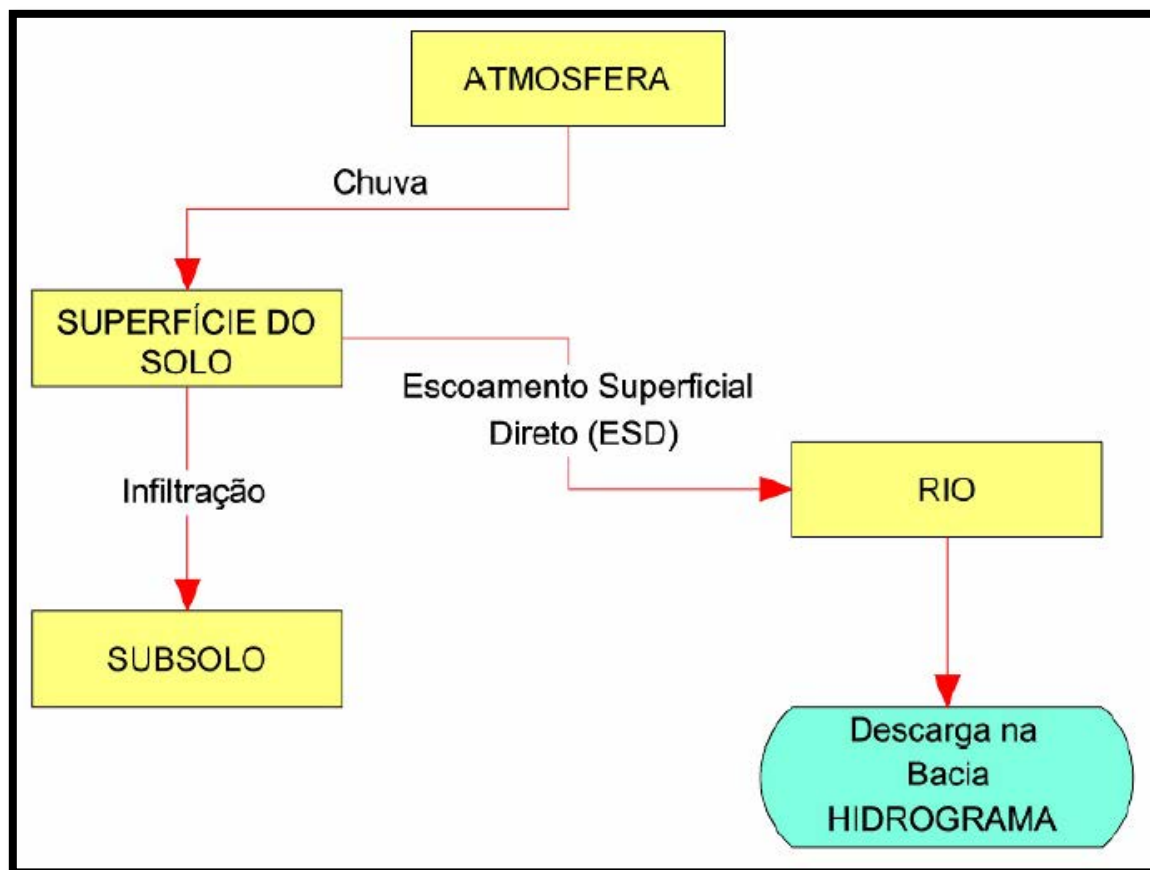 ATMOSFERA
Chuva
SUPERFÍCIE DO
SOLO
Escoamento Superficial
Direto (ESD)
Infiltração
RIO
SUBSOLO
Descarga na
Bacia
HIDROGRAMA